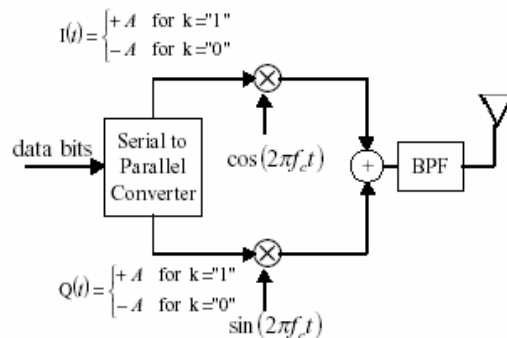 I(t) = { +A for k="1"
−A for k="0"
data bits
Serial to
Parallel
Converter
cos(2πf_c t)
+
BPF
Q(t) = { +A for k="1"
−A for k="0"
sin(2πf_c t)